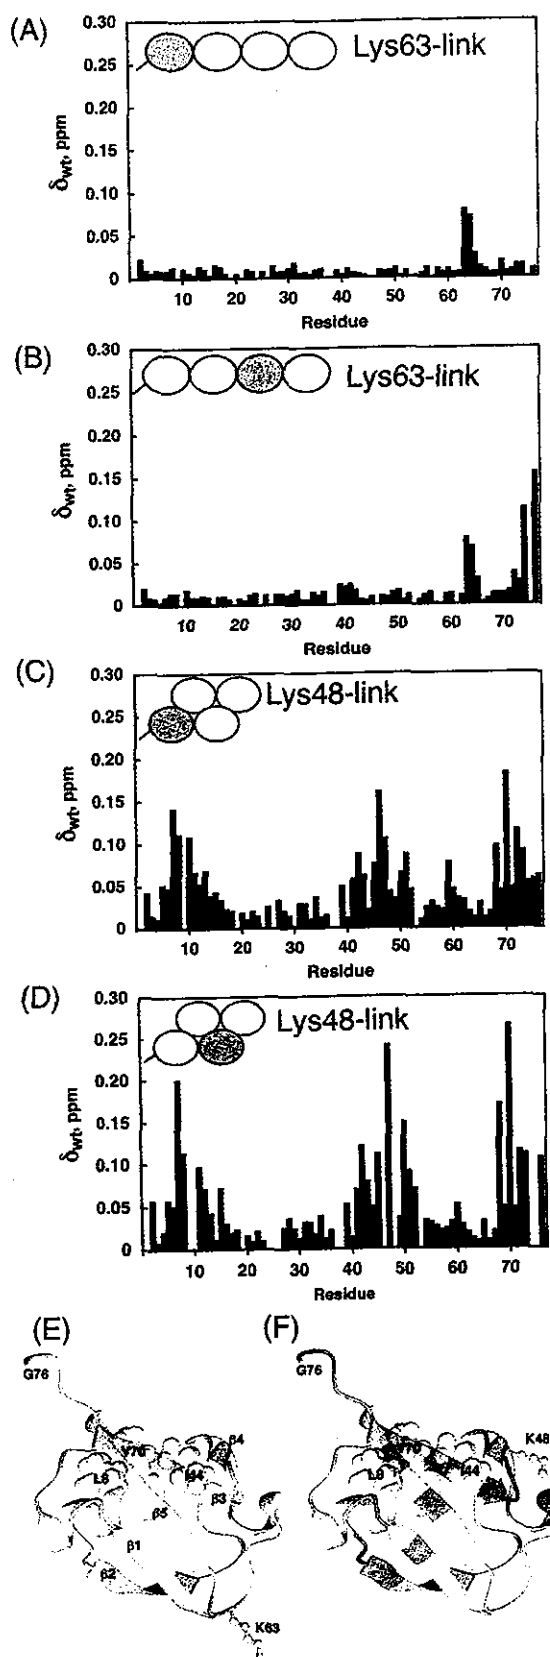 (A)
Lys63-link
0.30
0.25
0.20
0.15
0.10
0.05
0
δwt, ppm
10 20 30 40 50 60 70
Residue
(B)
Lys63-link
0.30
0.25
0.20
0.15
0.10
0.05
0
δwt, ppm
10 20 30 40 50 60 70
Residue
(C)
Lys48-link
0.30
0.25
0.20
0.15
0.10
0.05
0
δwt, ppm
10 20 30 40 50 60 70
Residue
(D)
Lys48-link
0.30
0.25
0.20
0.15
0.10
0.05
0
δwt, ppm
10 20 30 40 50 60 70
Residue
(E)
G76
V70
β4
L8
I44
β3
β5
β1
β2
K63
(F)
G76
K48
V70
I44
L8